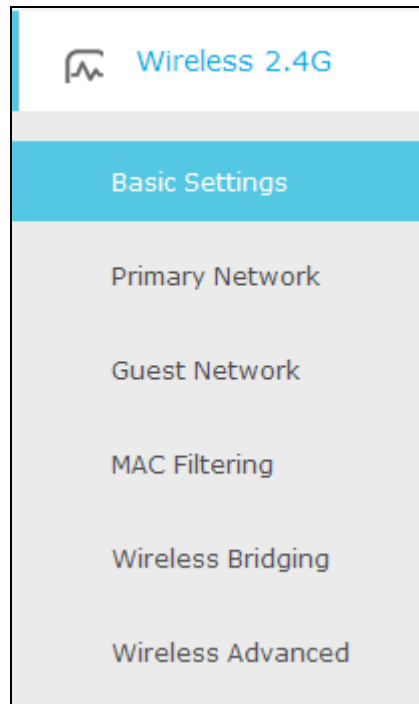 Wireless 2.4G
Basic Settings
Primary Network
Guest Network
MAC Filtering
Wireless Bridging
Wireless Advanced